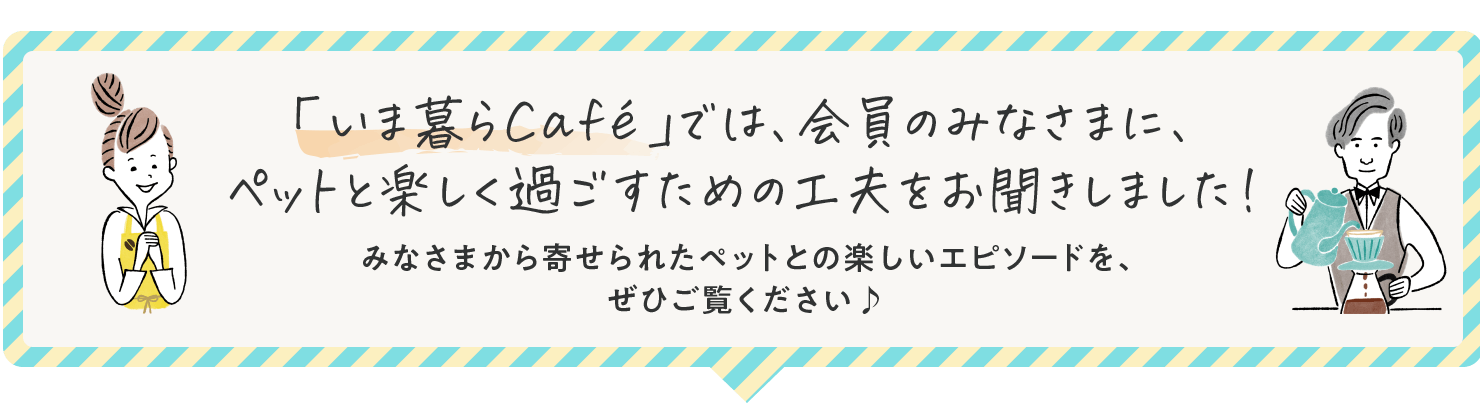 「いま暮らCafé」では、会員のみなさまに、
ペットと楽しく過ごすための工夫をお聞きしました！
みなさまから寄せられたペットとの楽しいエピソードを、
ぜひご覧ください♪